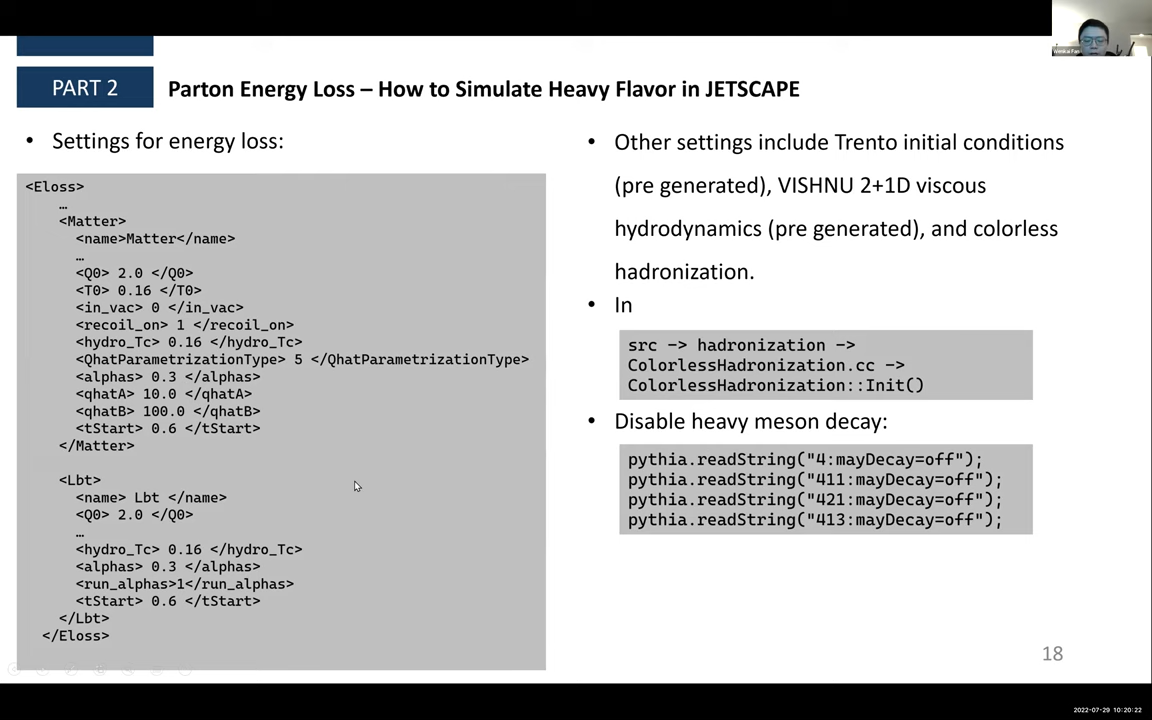 PART 2
Parton Energy Loss – How to Simulate Heavy Flavor in JETSCAPE
• Settings for energy loss:
<Eloss>
…
<Matter>
<name>Matter</name>
…
<Q0> 2.0 </Q0>
<T0> 0.16 </T0>
<in_vac> 0 </in_vac>
<recoil_on> 1 </recoil_on>
<hydro_Tc> 0.16 </hydro_Tc>
<QhatParametrizationType> 5 </QhatParametrizationType>
<alphas> 0.3 </alphas>
<qhatA> 10.0 </qhatA>
<qhatB> 100.0 </qhatB>
<tStart> 0.6 </tStart>
</Matter>
<Lbt>
<name> Lbt </name>
<Q0> 2.0 </Q0>
…
<hydro_Tc> 0.16 </hydro_Tc>
<alphas> 0.3 </alphas>
<run_alphas>1</run_alphas>
<tStart> 0.6 </tStart>
</Lbt>
</Eloss>
• Other settings include Trento initial conditions
(pre generated), VISHNU 2+1D viscous
hydrodynamics (pre generated), and colorless
hadronization.
• In
src –> hadronization –>
ColorlessHadronization.cc –>
ColorlessHadronization::Init()
• Disable heavy meson decay:
pythia.readString("4:mayDecay=off");
pythia.readString("411:mayDecay=off");
pythia.readString("421:mayDecay=off");
pythia.readString("413:mayDecay=off");
18
Wenkai Fan
2022-07-29 10:20:22